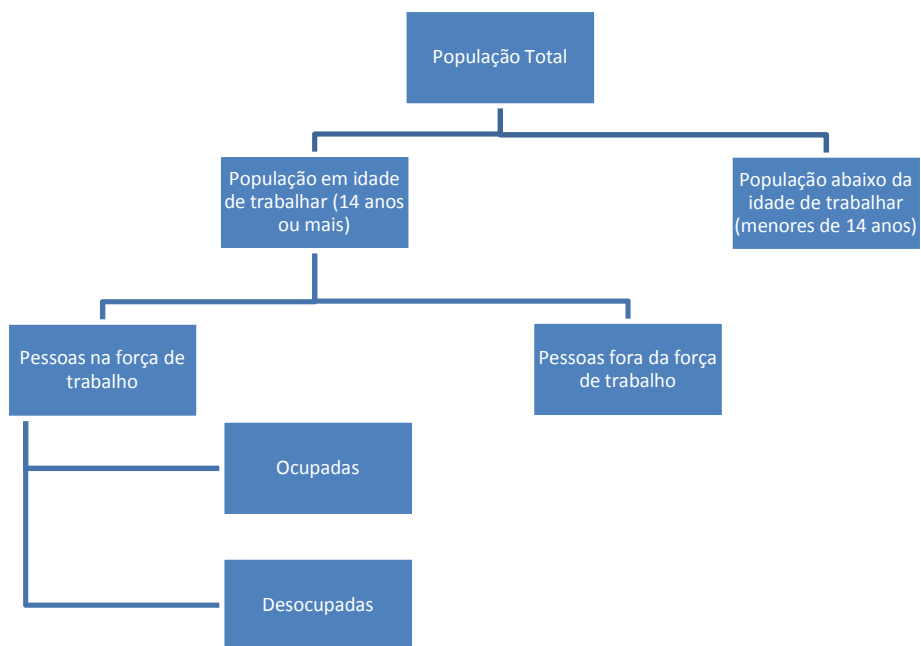 População Total
População em idade
de trabalhar (14 anos
ou mais)
População abaixo da
idade de trabalhar
(menores de 14 anos)
Pessoas na força de
trabalho
Pessoas fora da força
de trabalho
Ocupadas
Desocupadas